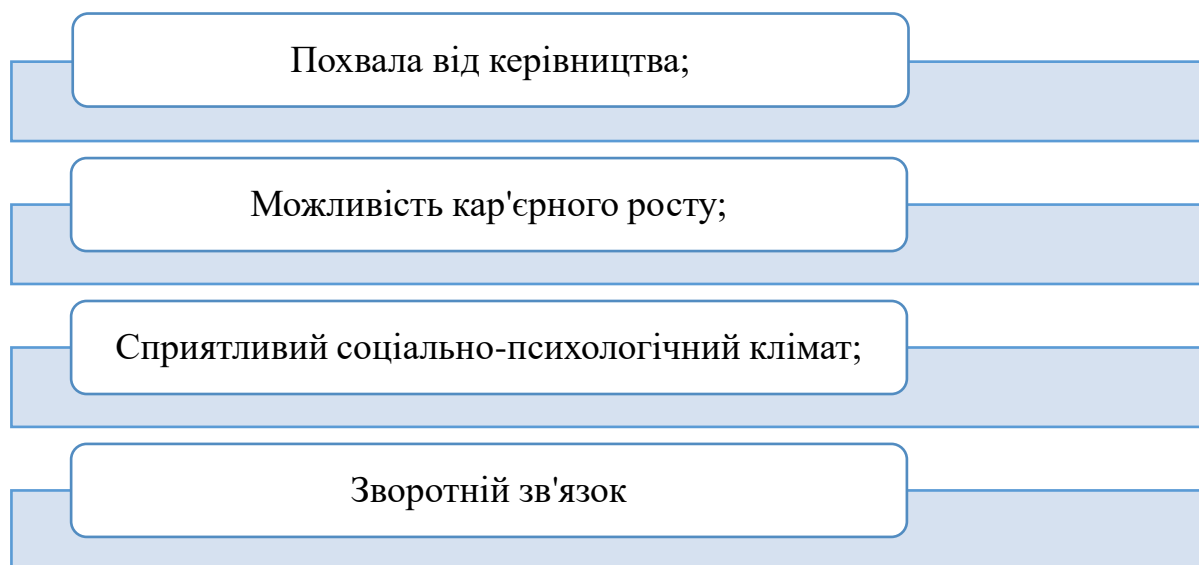 Похвала від керівництва;
Можливість кар'єрного росту;
Сприятливий соціально-психологічний клімат;
Зворотній зв'язок